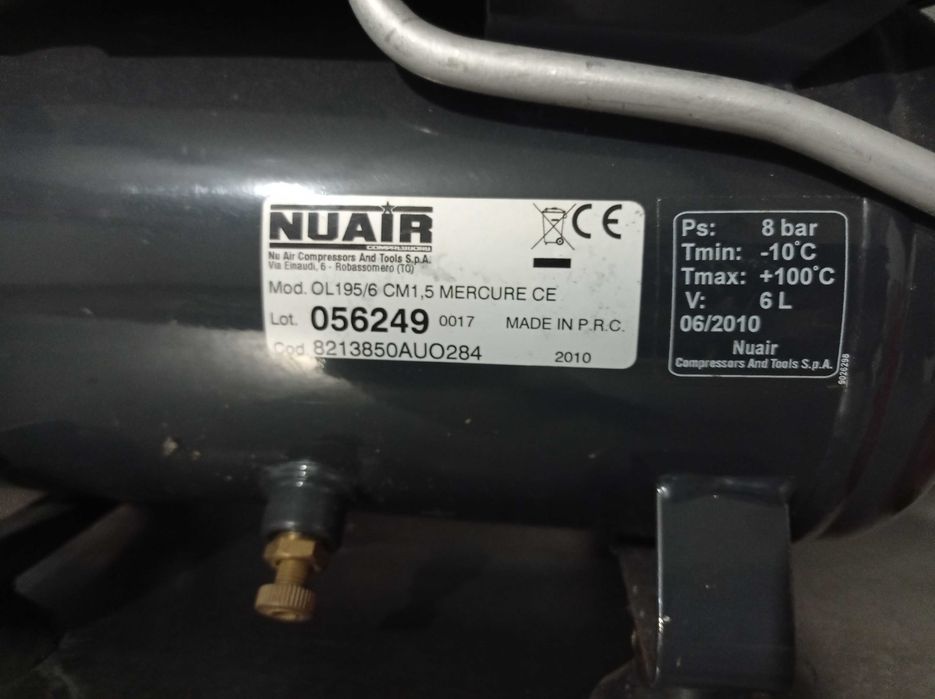 NUAIR
COMPRESSORY
Nu Air Compressors And Tools S.p.A.
Via Einaudi, 6 - Robassomero (TO)
CE
Mod. OL195/6 CM1,5 MERCURE CE
Lot. 056249 0017 MADE IN P.R.C.
Cod. 8213850AUO284 2010
Ps: 8 bar
Tmin: -10°C
Tmax: +100°C
V: 6 L
06/2010
Nuair
Compressors And Tools S.p.A.
9026298